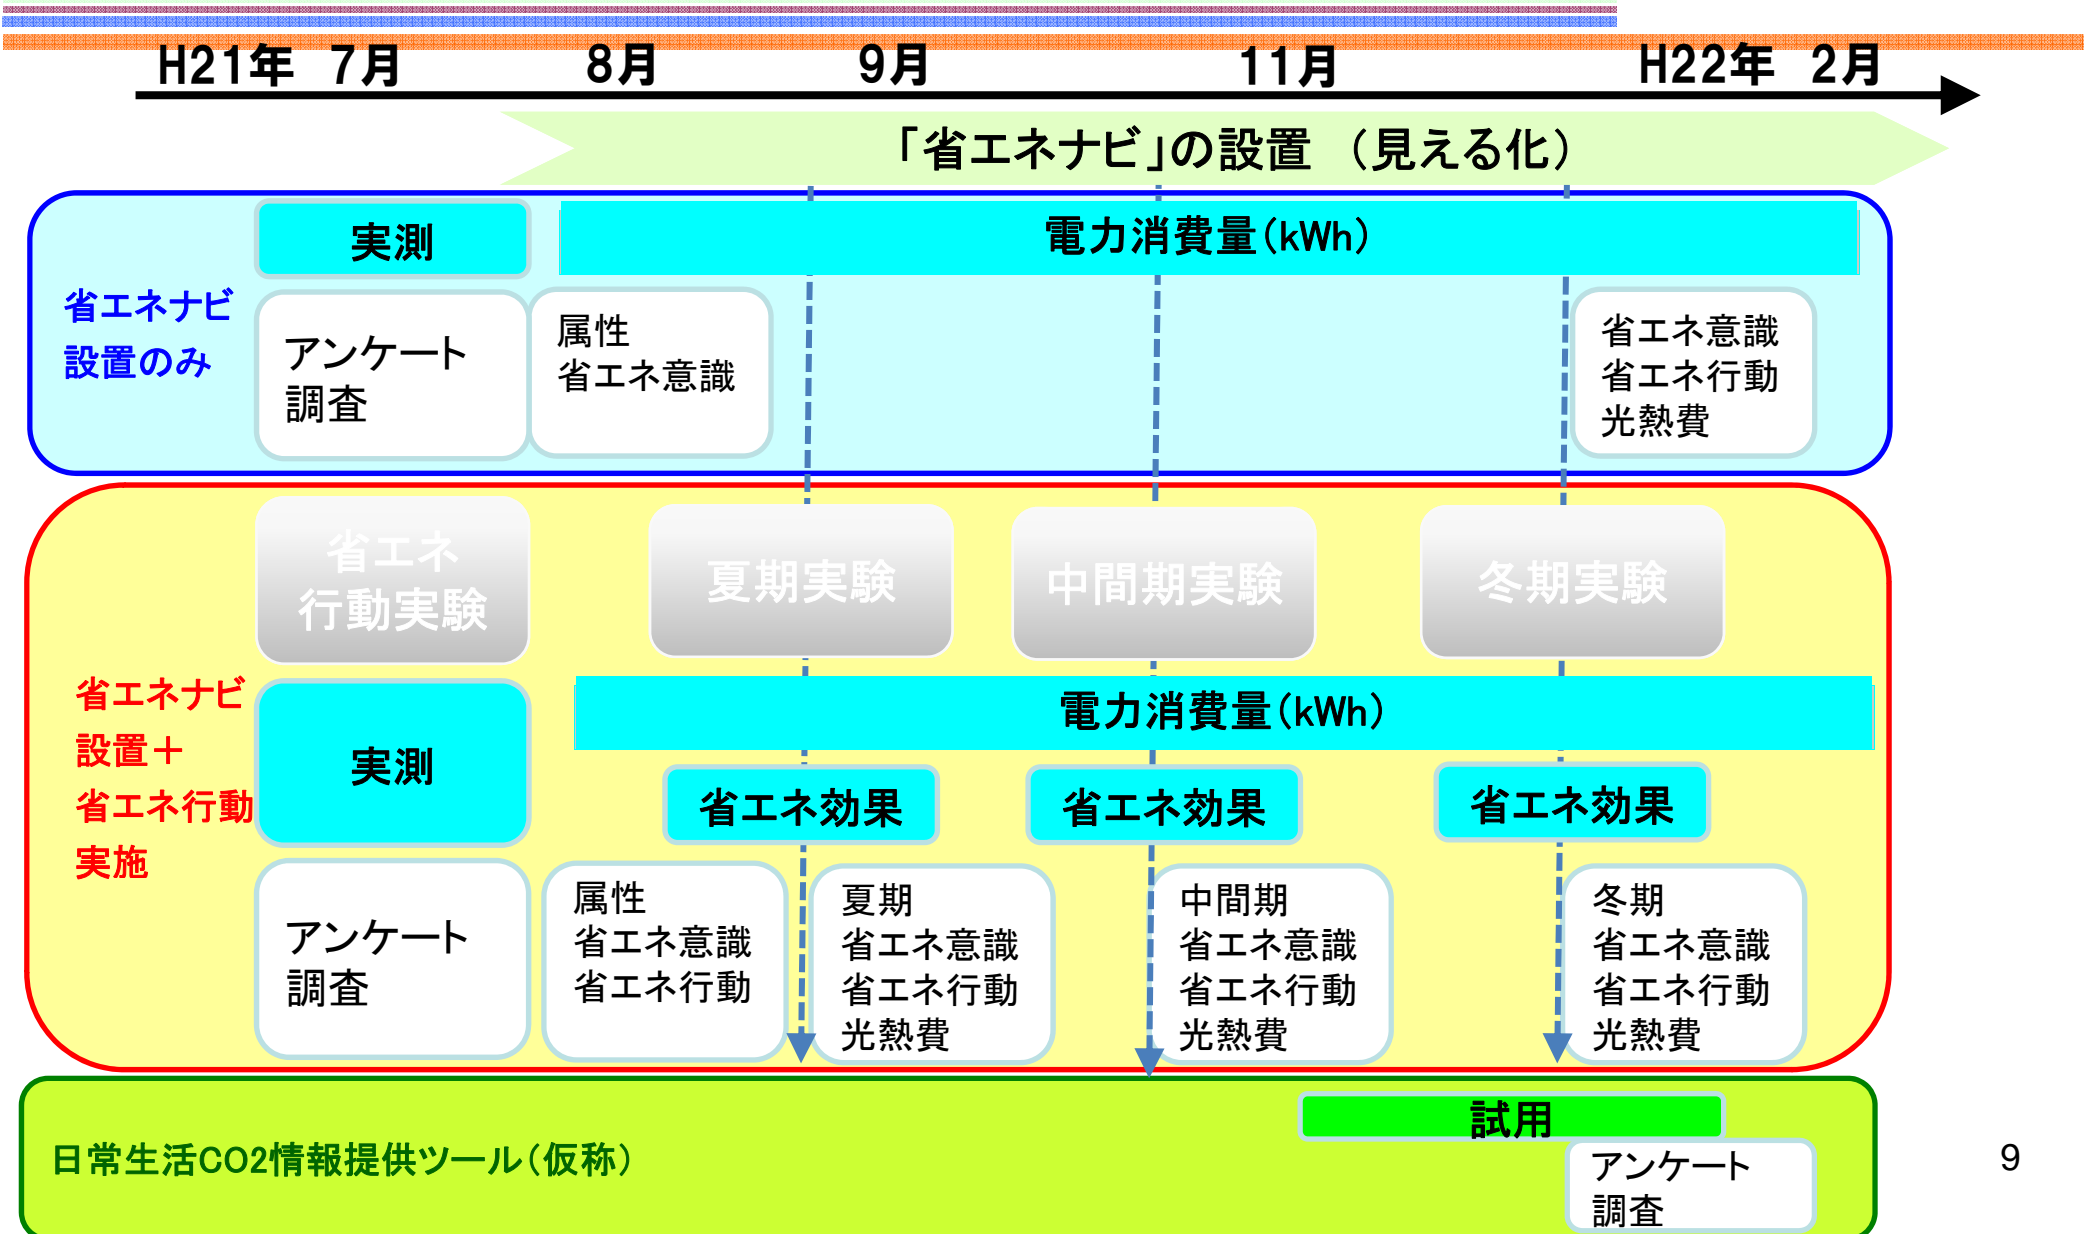 H21年 7月 8月 9月 11月 H22年 2月
「省エネナビ」の設置 （見える化）
実測
電力消費量(kWh)
省エネナビ
設置のみ
アンケート
調査
属性
省エネ意識
省エネ意識
省エネ行動
光熱費
省エネ
行動実験
夏期実験
中間期実験
冬期実験
省エネナビ
設置＋
省エネ行動
実施
実測
電力消費量(kWh)
省エネ効果
省エネ効果
省エネ効果
アンケート
調査
属性
省エネ意識
省エネ行動
夏期
省エネ意識
省エネ行動
光熱費
中間期
省エネ意識
省エネ行動
光熱費
冬期
省エネ意識
省エネ行動
光熱費
試用
日常生活CO2情報提供ツール(仮称)
アンケート
調査
9